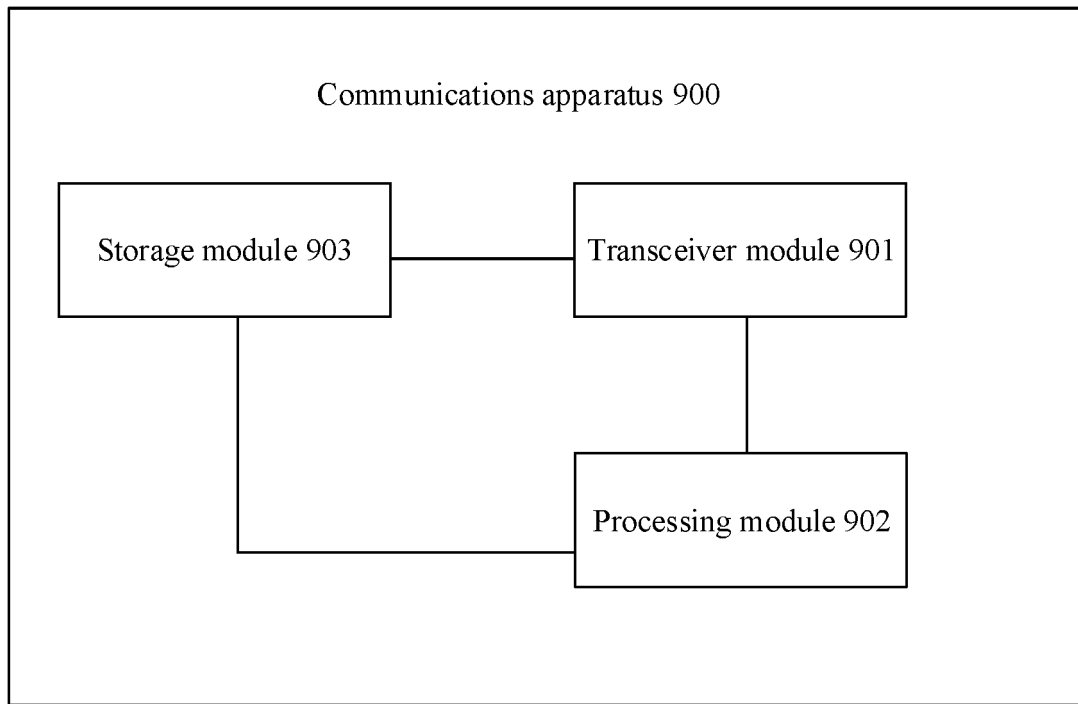 Communications apparatus 900
Storage module 903
Transceiver module 901
Processing module 902